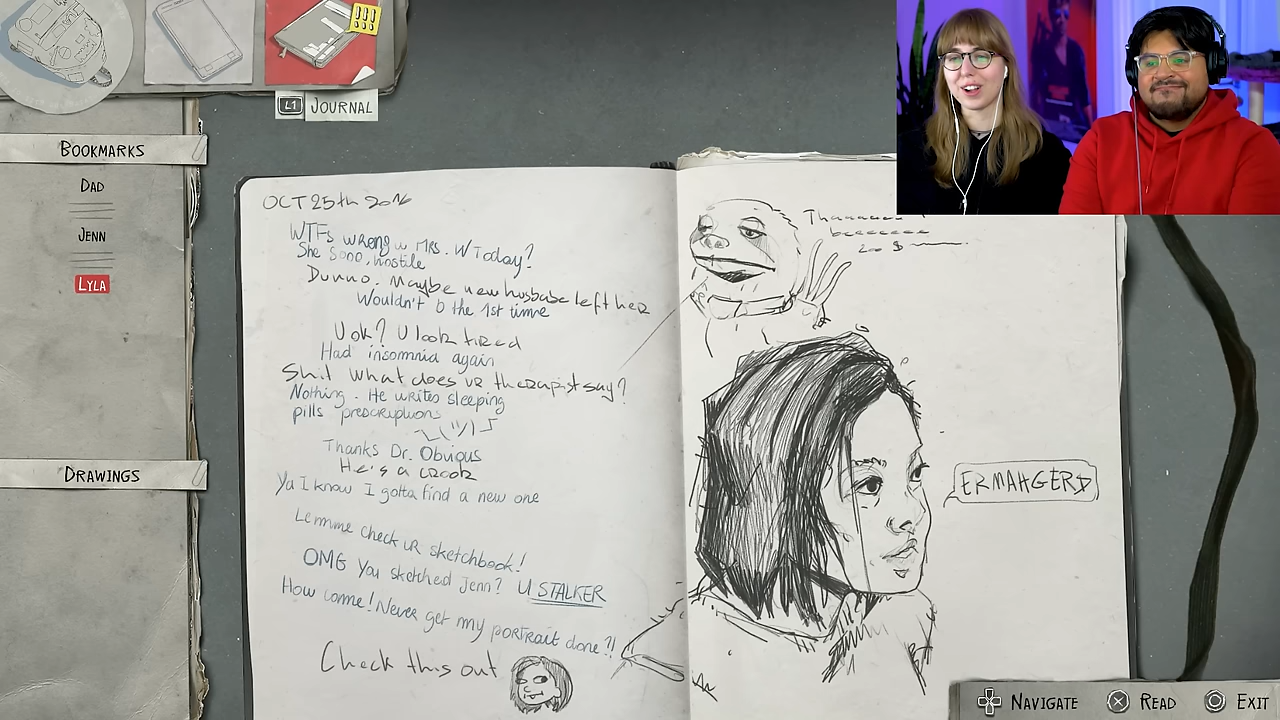 L1 JOURNAL
BOOKMARKS
DAD
JENN
LYLA
DRAWINGS
OCT 25th 2016
WTFs wrong w Mrs. W Today?
She Sooo hostile
Dunno. Maybe new husbabe left her
Wouldn't b the 1st time
U ok? U look tired
Had insomnia again
Shit what does ur therapist say?
Nothing. He writes sleeping
pills prescriptions
¯\_(ツ)_/¯
Thanks Dr. Obvious
He's a crook
Ya I know I gotta find a new one
Lemme check ur sketchbook!
OMG You sketched Jenn? U STALKER
How come I Never get my portrait done?!
Check this out
ERMAHGERD
NAVIGATE
READ
EXIT